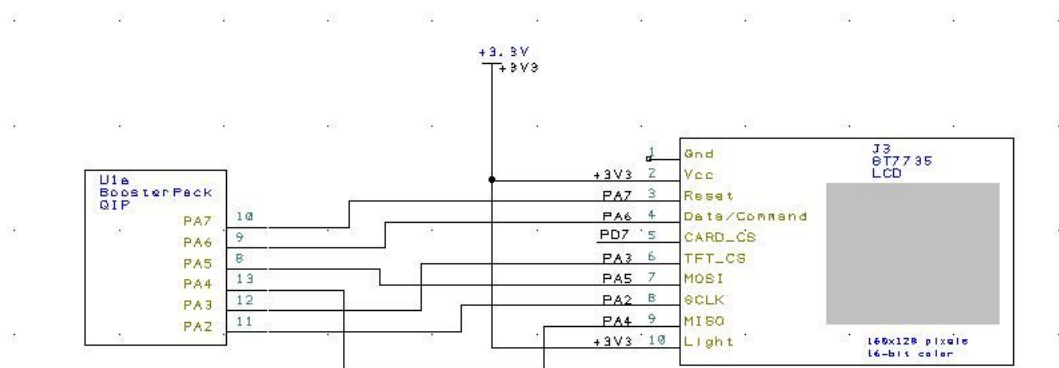 +3.3V
+3V3
U1a
BoosterPack
QIP
PA7 10
PA6 9
PA5 8
PA4 13
PA3 12
PA2 11
J3
ST7735
LCD
1 Gnd
+3V3 2 Vcc
PA7 3 Reset
PA6 4 Data/Command
PD7 5 CARD_CS
PA3 6 TFT_CS
PA5 7 MOSI
PA2 8 SCLK
PA4 9 MISO
+3V3 10 Light
160x128 pixels
16-bit color